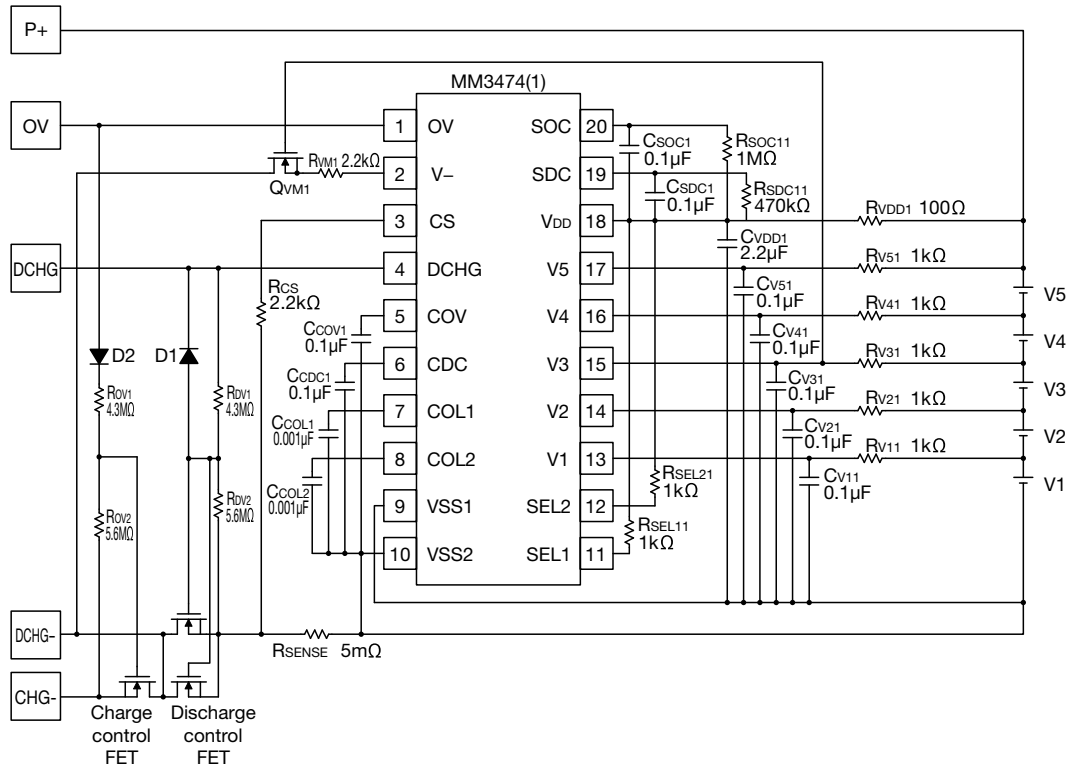 P+
MM3474(1)
OV
1 OV
SOC 20
CSOC1
0.1µF
RSOC11
1MΩ
RVM1 2.2kΩ
QVM1
2 V–
SDC 19
CSDC1
0.1µF
RSDC11
470kΩ
3 CS
VDD 18
RVDD1 100Ω
CVDD1
2.2µF
DCHG
4 DCHG
V5 17
RV51 1kΩ
RCS
2.2kΩ
CV51
0.1µF
V5
5 COV
V4 16
RV41 1kΩ
CCOV1
0.1µF
CV41
0.1µF
V4
D2
D1
6 CDC
V3 15
RV31 1kΩ
CCDC1
0.1µF
CV31
0.1µF
V3
ROV1
4.3MΩ
RDV1
4.3MΩ
7 COL1
V2 14
RV21 1kΩ
CCOL1
0.001µF
CV21
0.1µF
V2
8 COL2
V1 13
RV11 1kΩ
CCOL2
0.001µF
RSEL21
1kΩ
CV11
0.1µF
V1
ROV2
5.6MΩ
RDV2
5.6MΩ
9 VSS1
SEL2 12
RSEL11
1kΩ
10 VSS2
SEL1 11
DCHG-
RSENSE 5mΩ
CHG-
Charge
control
FET
Discharge
control
FET